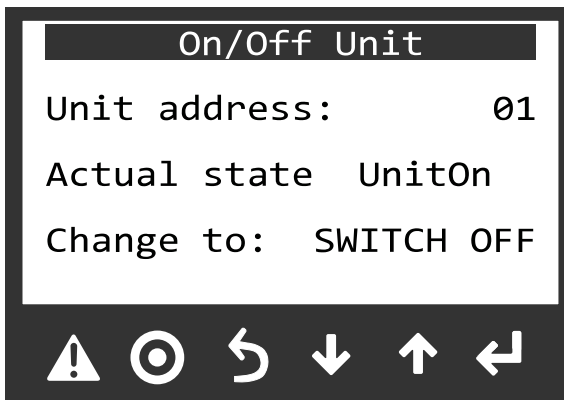 On/Off Unit
Unit address: 01
Actual state UnitOn
Change to: SWITCH OFF